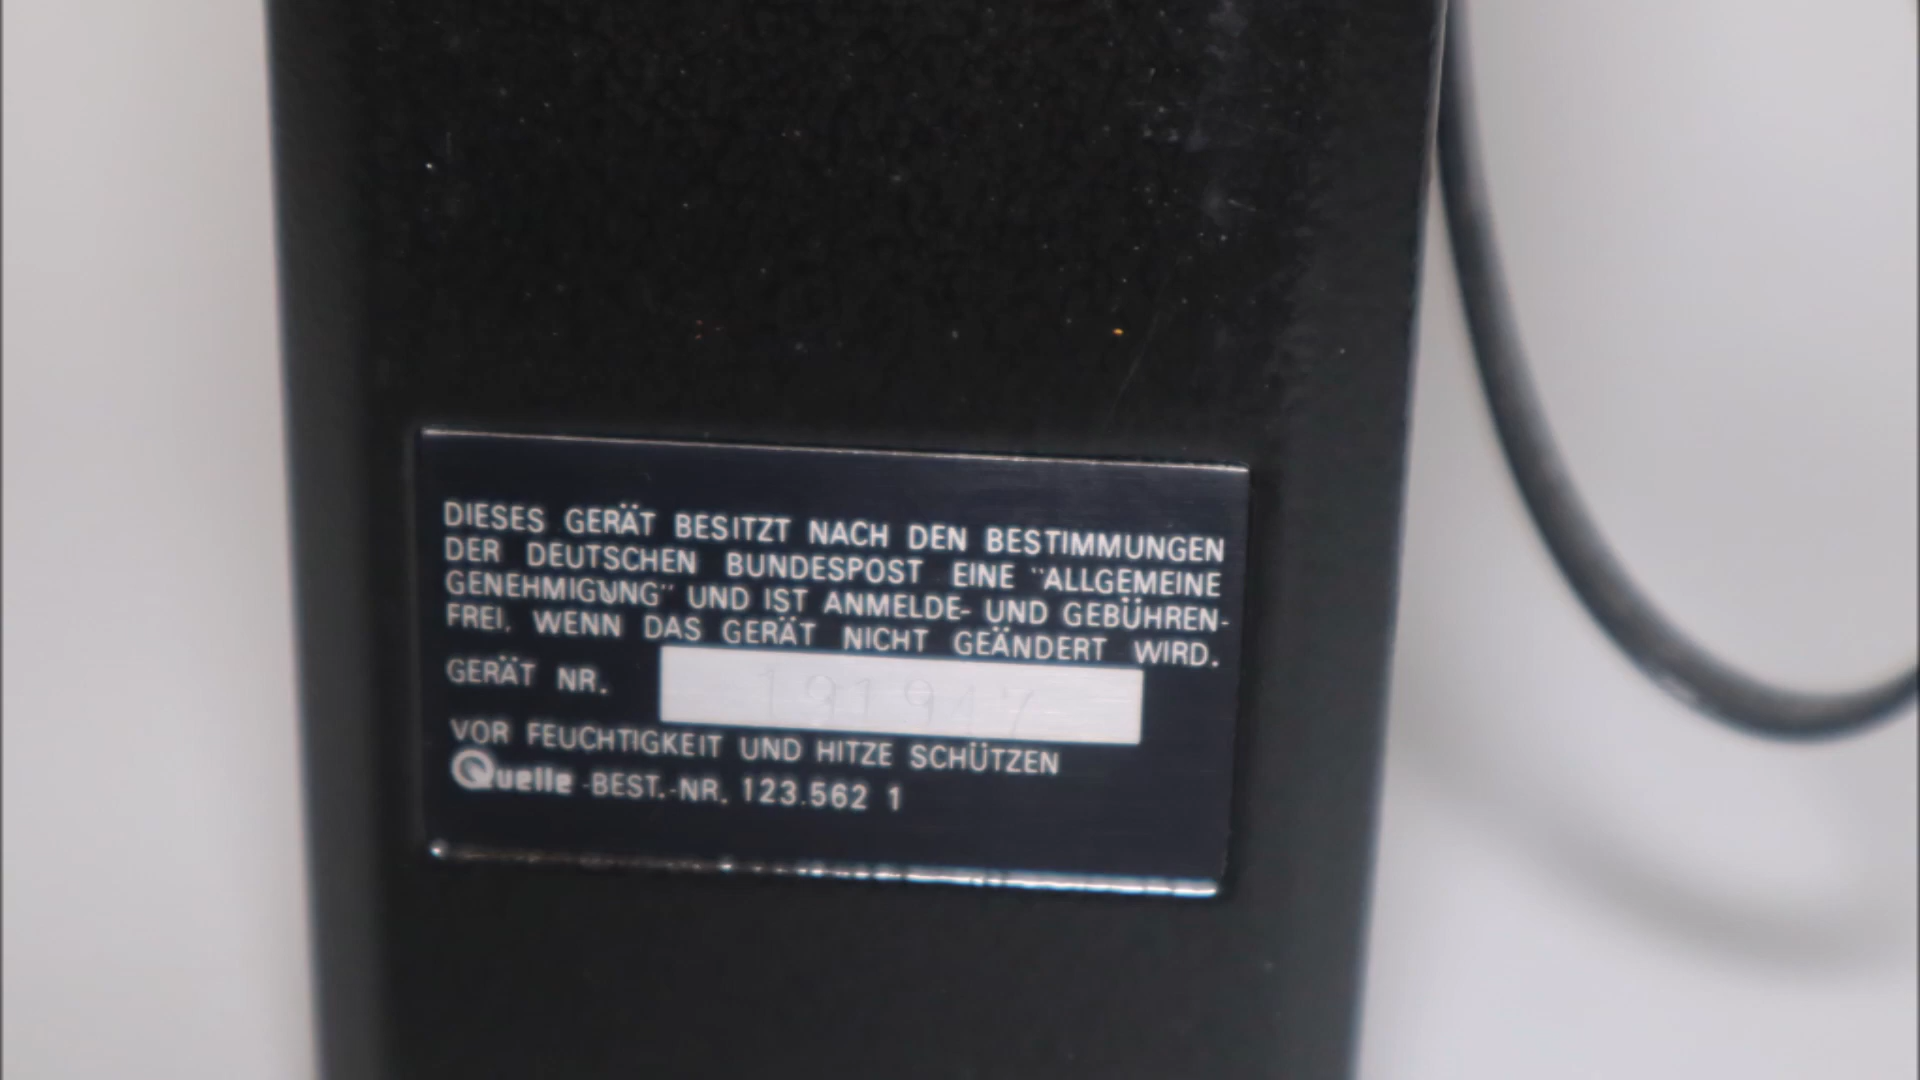 DIESES GERÄT BESITZT NACH DEN BESTIMMUNGEN
DER DEUTSCHEN BUNDESPOST EINE "ALLGEMEINE
GENEHMIGUNG" UND IST ANMELDE- UND GEBÜHREN-
FREI, WENN DAS GERÄT NICHT GEÄNDERT WIRD.
GERÄT NR.
VOR FEUCHTIGKEIT UND HITZE SCHÜTZEN
Quelle -BEST.-NR. 123.562 1